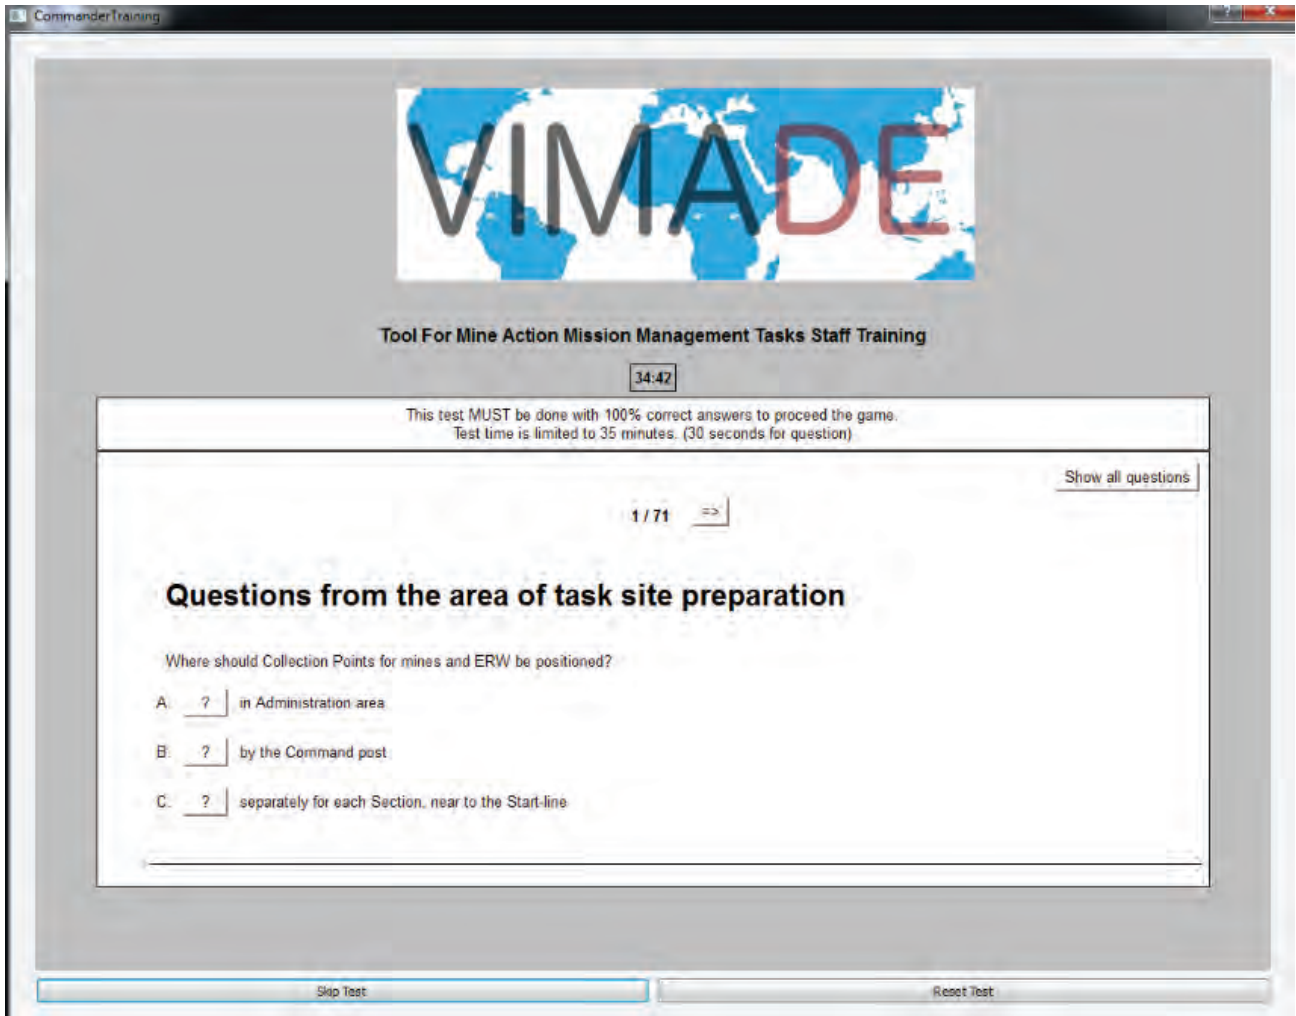 CommanderTraining
VIMADE
Tool For Mine Action Mission Management Tasks Staff Training
34:42
This test MUST be done with 100% correct answers to proceed the game.
Test time is limited to 35 minutes. (30 seconds for question)
Show all questions
1 / 71 =>
Questions from the area of task site preparation
Where should Collection Points for mines and ERW be positioned?
A. ? in Administration area
B. ? by the Command post
C. ? separately for each Section, near to the Start-line
Skip Test
Reset Test